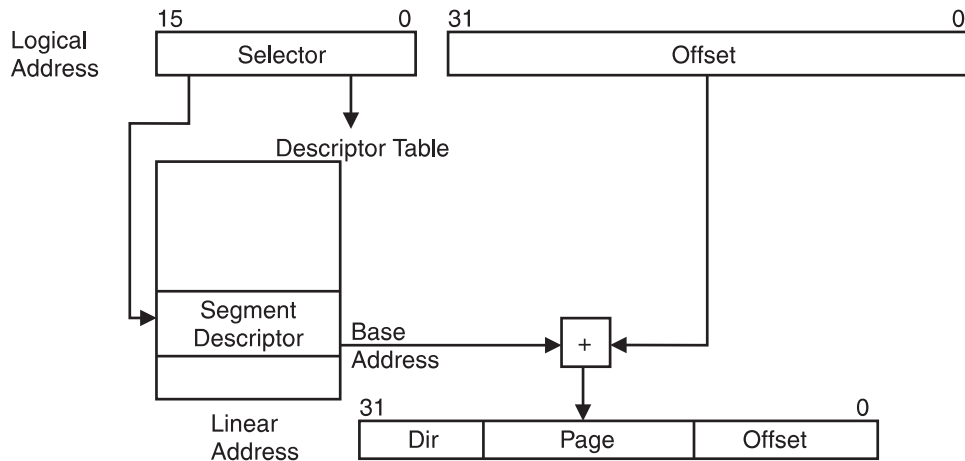 15 0 31 0
Logical
Address
Selector
Offset
Descriptor Table
Segment
Descriptor
Base
Address
+
31 0
Linear
Address
Dir
Page
Offset